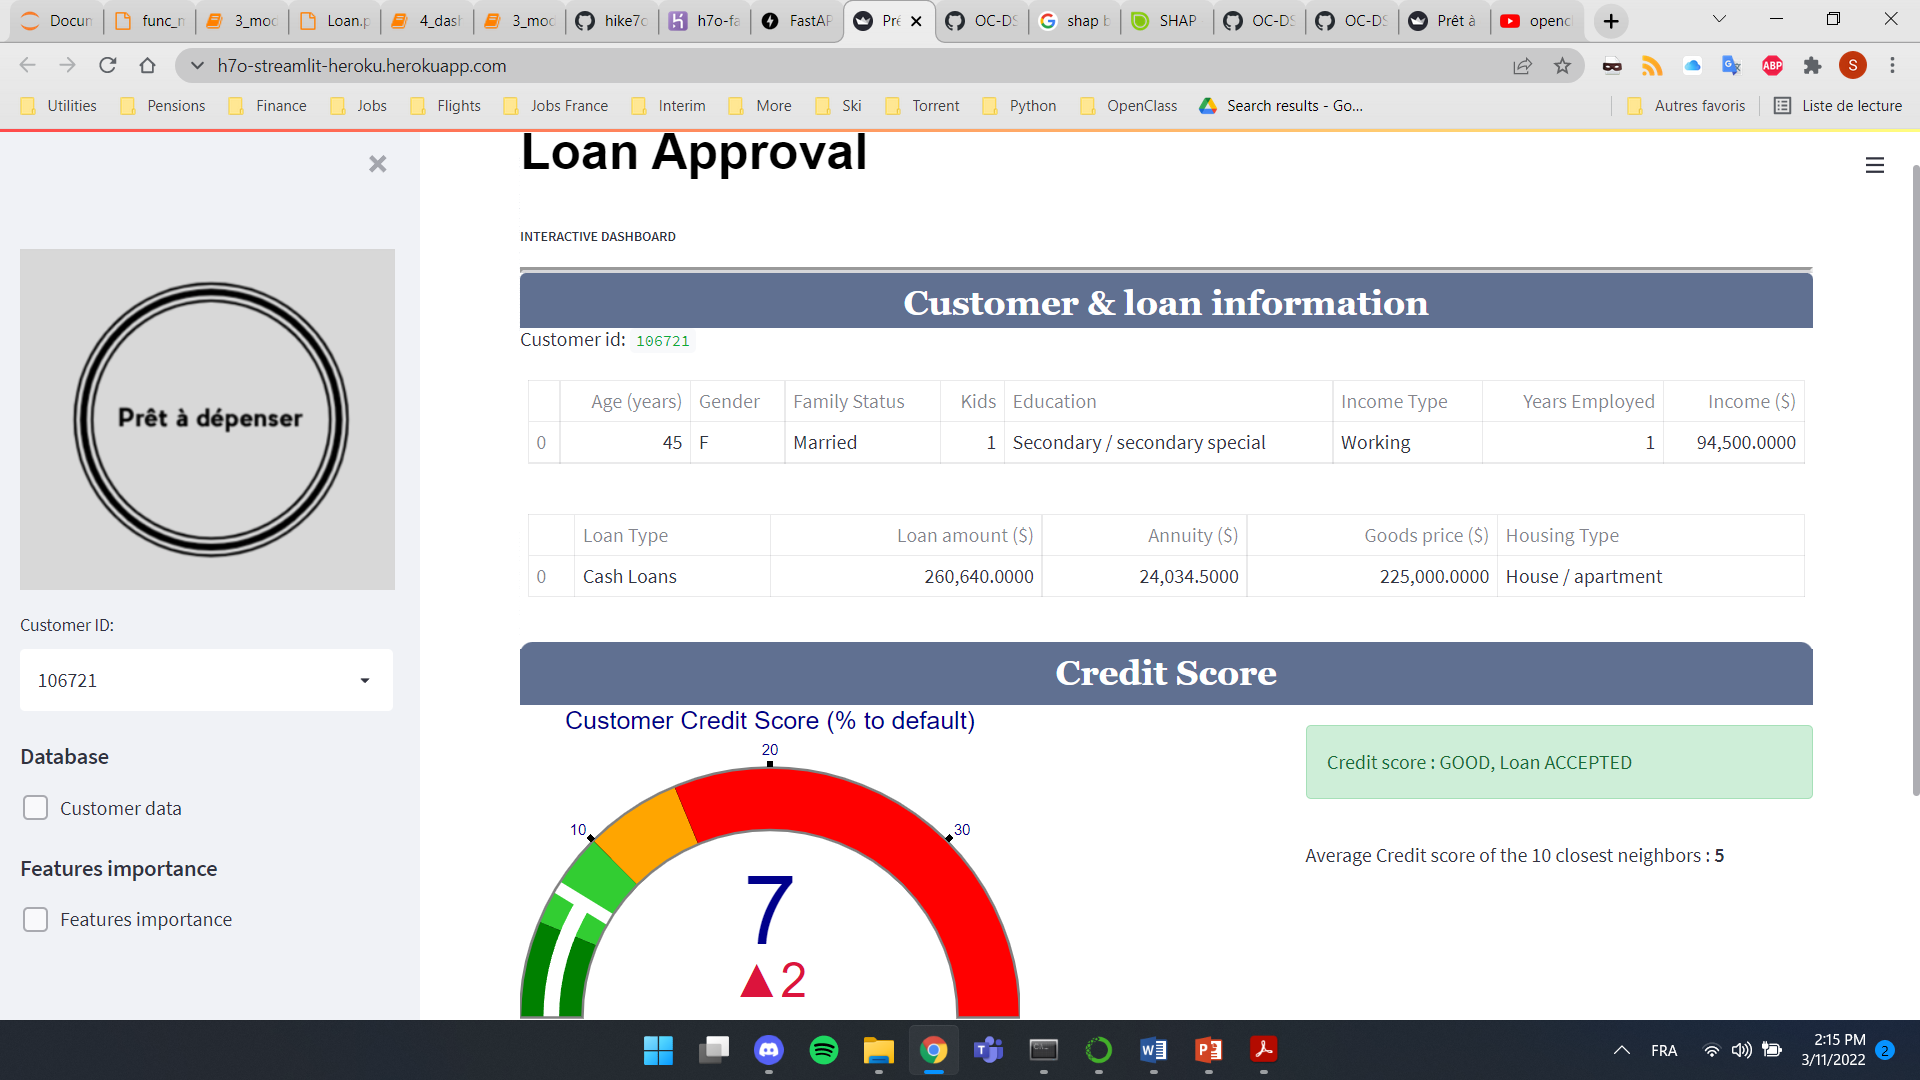 Docun
func_n
3_moc
Loan.p
4_dasl
3_moc
hike7c
h7o-fa
FastAP
Pré
OC-DS
shap b
SHAP
OC-DS
OC-DS
Prêt à
openc
h7o-streamlit-heroku.herokuapp.com
ABP
S
Utilities
Pensions
Finance
Jobs
Flights
Jobs France
Interim
More
Ski
Torrent
Python
OpenClass
Search results - Go...
Autres favoris
Liste de lecture
Prêt à dépenser
Customer ID:
106721
Database
Customer data
Features importance
Features importance
Loan Approval
INTERACTIVE DASHBOARD
Customer & loan information
Customer id: 106721
Age (years) Gender Family Status Kids Education Income Type Years Employed Income ($)
0 45 F Married 1 Secondary / secondary special Working 1 94,500.0000
Loan Type Loan amount ($) Annuity ($) Goods price ($) Housing Type
0 Cash Loans 260,640.0000 24,034.5000 225,000.0000 House / apartment
Credit Score
Customer Credit Score (% to default)
20
10
30
7
▲2
Credit score : GOOD, Loan ACCEPTED
Average Credit score of the 10 closest neighbors : 5
FRA
2:15 PM
3/11/2022
2